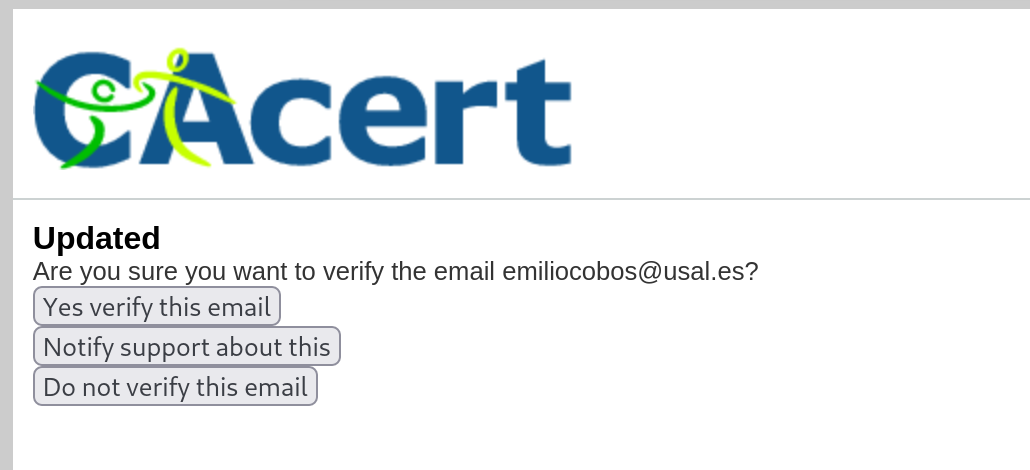 CAcert
Updated
Are you sure you want to verify the email emiliocobos@usal.es?
Yes verify this email
Notify support about this
Do not verify this email